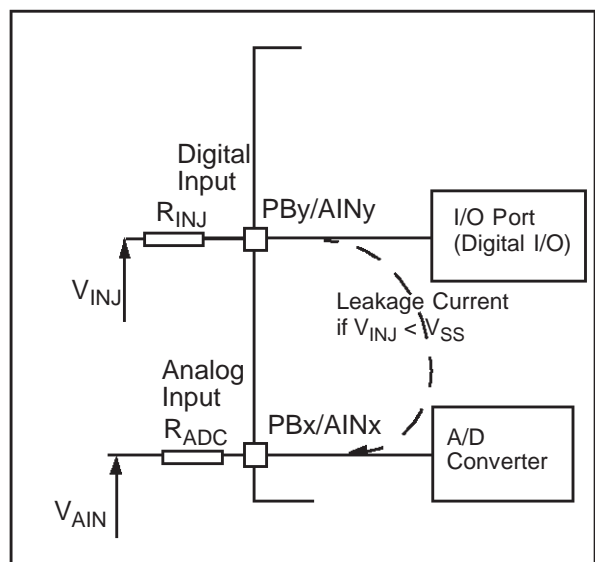 Digital
Input
R_INJ
PBy/AINy
I/O Port
(Digital I/O)
V_INJ
Leakage Current
if V_INJ < V_SS
Analog
Input
R_ADC
PBx/AINx
A/D
Converter
V_AIN